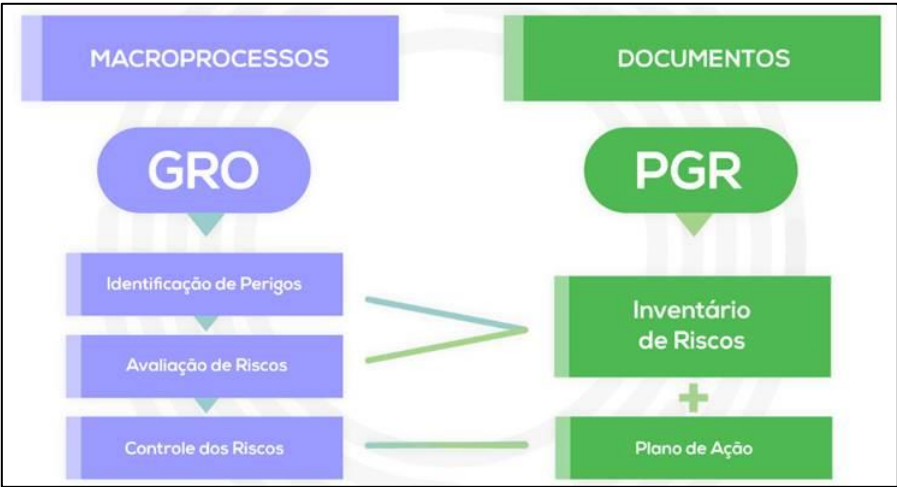 MACROPROCESSOS
DOCUMENTOS
GRO
PGR
Identificação de Perigos
Avaliação de Riscos
Controle dos Riscos
Inventário
de Riscos
+
Plano de Ação